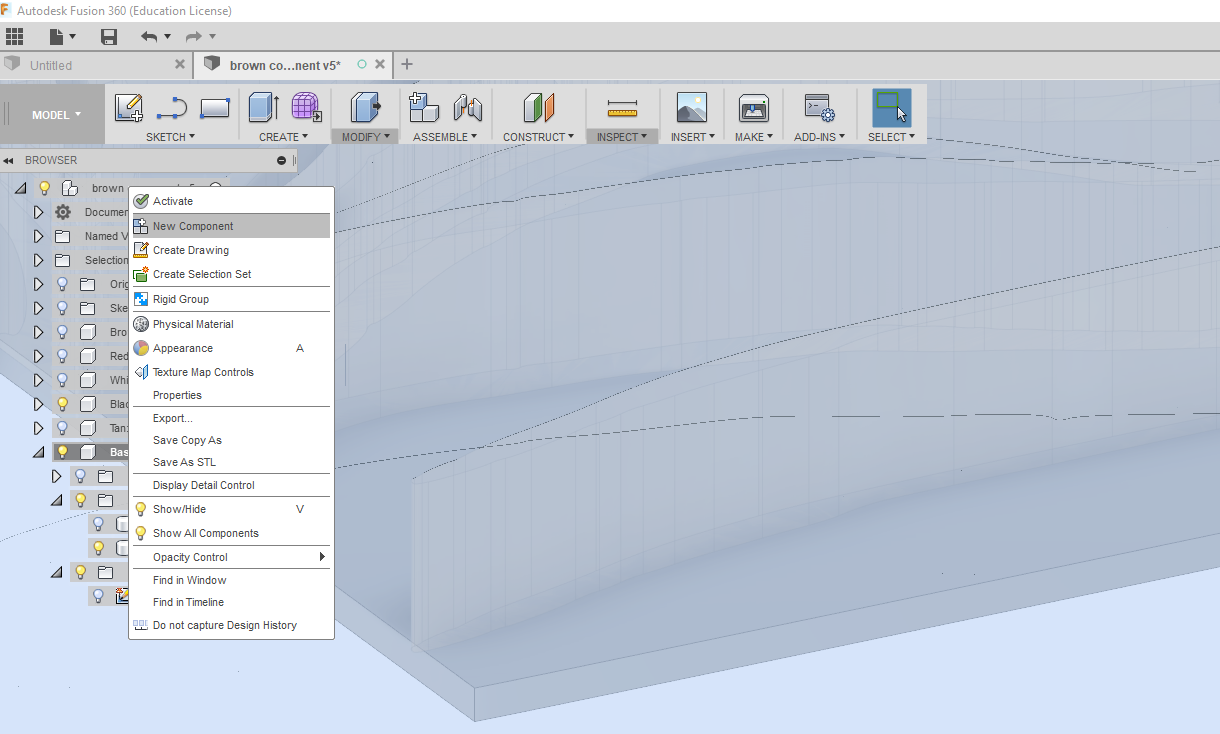 Autodesk Fusion 360 (Education License)
Untitled
brown co...nent v5*
MODEL
SKETCH
CREATE
MODIFY
ASSEMBLE
CONSTRUCT
INSPECT
INSERT
MAKE
ADD-INS
SELECT
BROWSER
brown
Documen
Named V
Selection
Orig
Ske
Bro
Red
Whi
Blac
Tan:
Bas
Activate
New Component
Create Drawing
Create Selection Set
Rigid Group
Physical Material
Appearance A
Texture Map Controls
Properties
Export...
Save Copy As
Save As STL
Display Detail Control
Show/Hide V
Show All Components
Opacity Control
Find in Window
Find in Timeline
Do not capture Design History